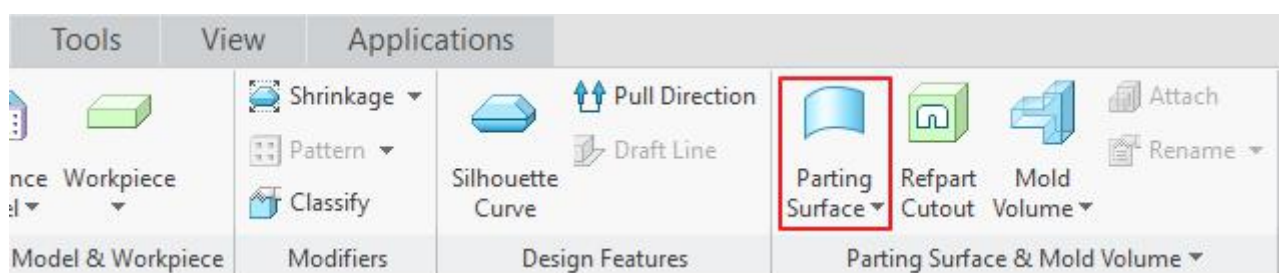 Tools View Applications
Shrinkage Pull Direction Attach
Pattern Draft Line Rename
nce Workpiece Silhouette Parting Refpart Mold
Classify Curve Surface Cutout Volume
Model & Workpiece Modifiers Design Features Parting Surface & Mold Volume